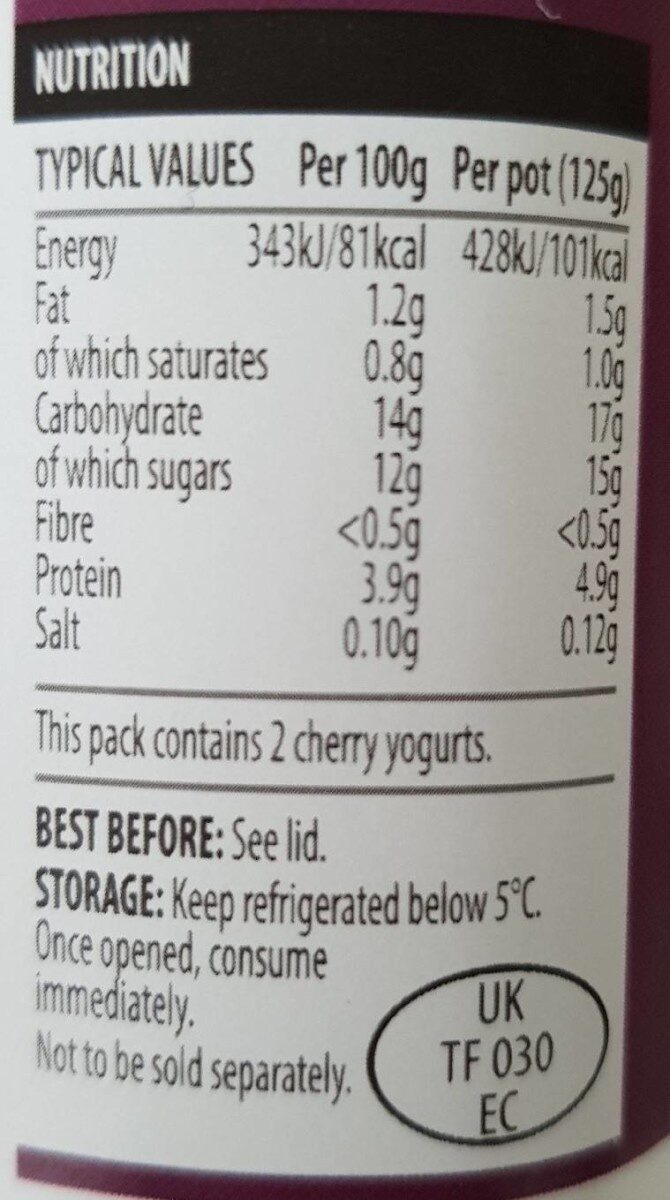 NUTRITION
TYPICAL VALUES Per 100g Per pot (125g)
Energy 343kJ/81kcal 428kJ/101kcal
Fat 1.2g 1.5g
of which saturates 0.8g 1.0g
Carbohydrate 14g 17g
of which sugars 12g 15g
Fibre <0.5g <0.5g
Protein 3.9g 4.9g
Salt 0.10g 0.12g
This pack contains 2 cherry yogurts.
BEST BEFORE: See lid.
STORAGE: Keep refrigerated below 5°C.
Once opened, consume
immediately.
Not to be sold separately.
UK
TF 030
EC